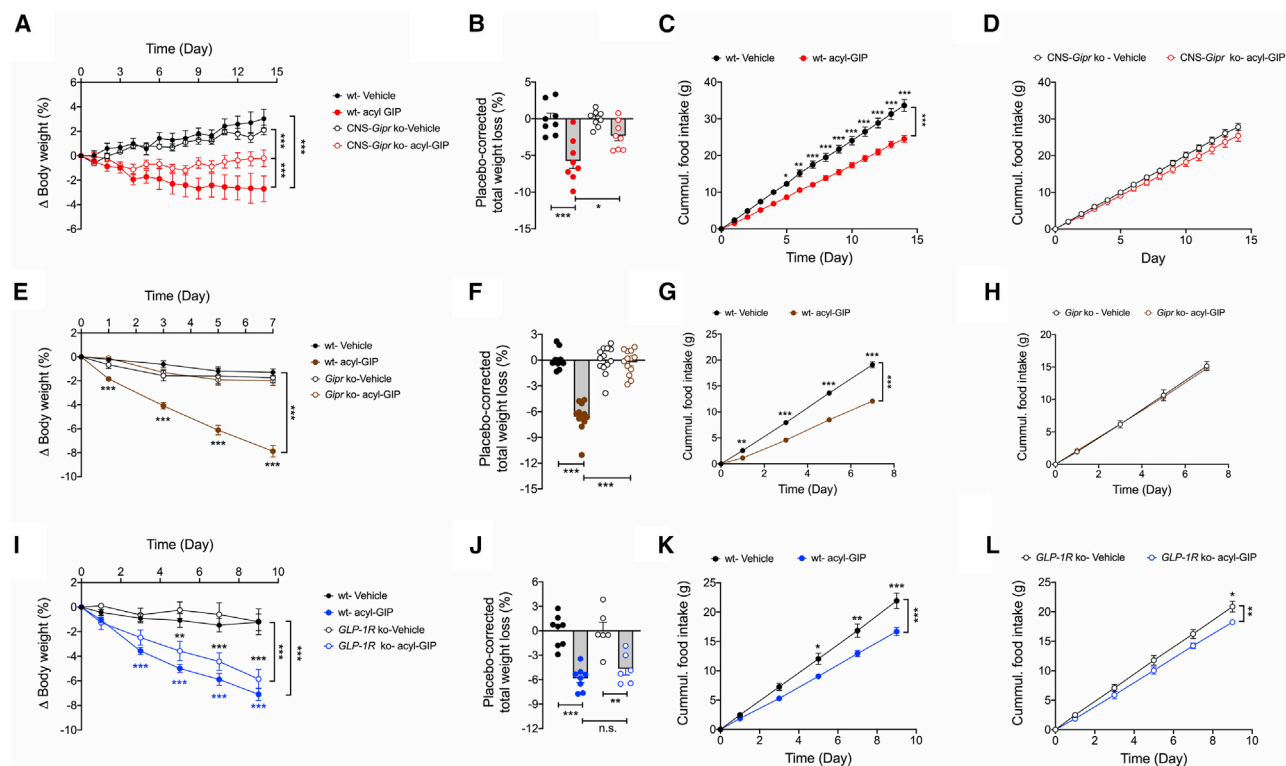 A
Time (Day)
0 3 6 9 12 15
6
4
2
0
-2
-4
-6
Δ Body weight (%)
wt- Vehicle
wt- acyl GIP
CNS-Gipr ko-Vehicle
CNS-Gipr ko- acyl-GIP
***
***
***
B
5
0
-5
-10
-15
Placebo-corrected
total weight loss (%)
***
*
C
wt- Vehicle
wt- acyl-GIP
40
30
20
10
0
Cummul. food intake (g)
* ** *** *** *** *** *** *** *** ***
***
0 5 10 15
Time (Day)
D
CNS-Gipr ko - Vehicle
CNS-Gipr ko- acyl-GIP
40
30
20
10
0
Cummul. food intake (g)
0 5 10 15
Day
E
Time (Day)
0 1 2 3 4 5 6 7
2
0
-2
-4
-6
-8
-10
Δ Body weight (%)
wt- Vehicle
wt- acyl-GIP
Gipr ko-Vehicle
Gipr ko- acyl-GIP
*** *** *** ***
***
F
3
0
-3
-6
-9
-12
-15
Placebo-corrected
total weight loss (%)
***
***
G
wt- Vehicle
wt- acyl-GIP
25
20
15
10
5
0
Cummul. food intake (g)
** *** *** ***
***
0 2 4 6 8
Time (Day)
H
Gipr ko - Vehicle
Gipr ko- acyl-GIP
20
15
10
5
0
Cummul. food intake (g)
0 2 4 6 8
Time (Day)
I
Time (Day)
0 2 4 6 8 10
2
0
-2
-4
-6
-8
-10
Δ Body weight (%)
wt- Vehicle
wt- acyl-GIP
GLP-1R ko-Vehicle
GLP-1R ko- acyl-GIP
** *** ***
*** *** *** ***
***
***
J
6
3
0
-3
-6
-9
-12
Placebo-corrected
total weight loss (%)
**
***
n.s.
K
wt- Vehicle
wt- acyl-GIP
25
20
15
10
5
0
Cummul. food intake (g)
* ** ***
***
0 2 4 6 8 10
Time (Day)
L
GLP-1R ko- Vehicle
GLP-1R ko- acyl-GIP
25
20
15
10
5
0
Cummul. food intake (g)
*
**
0 2 4 6 8 10
Time (Day)